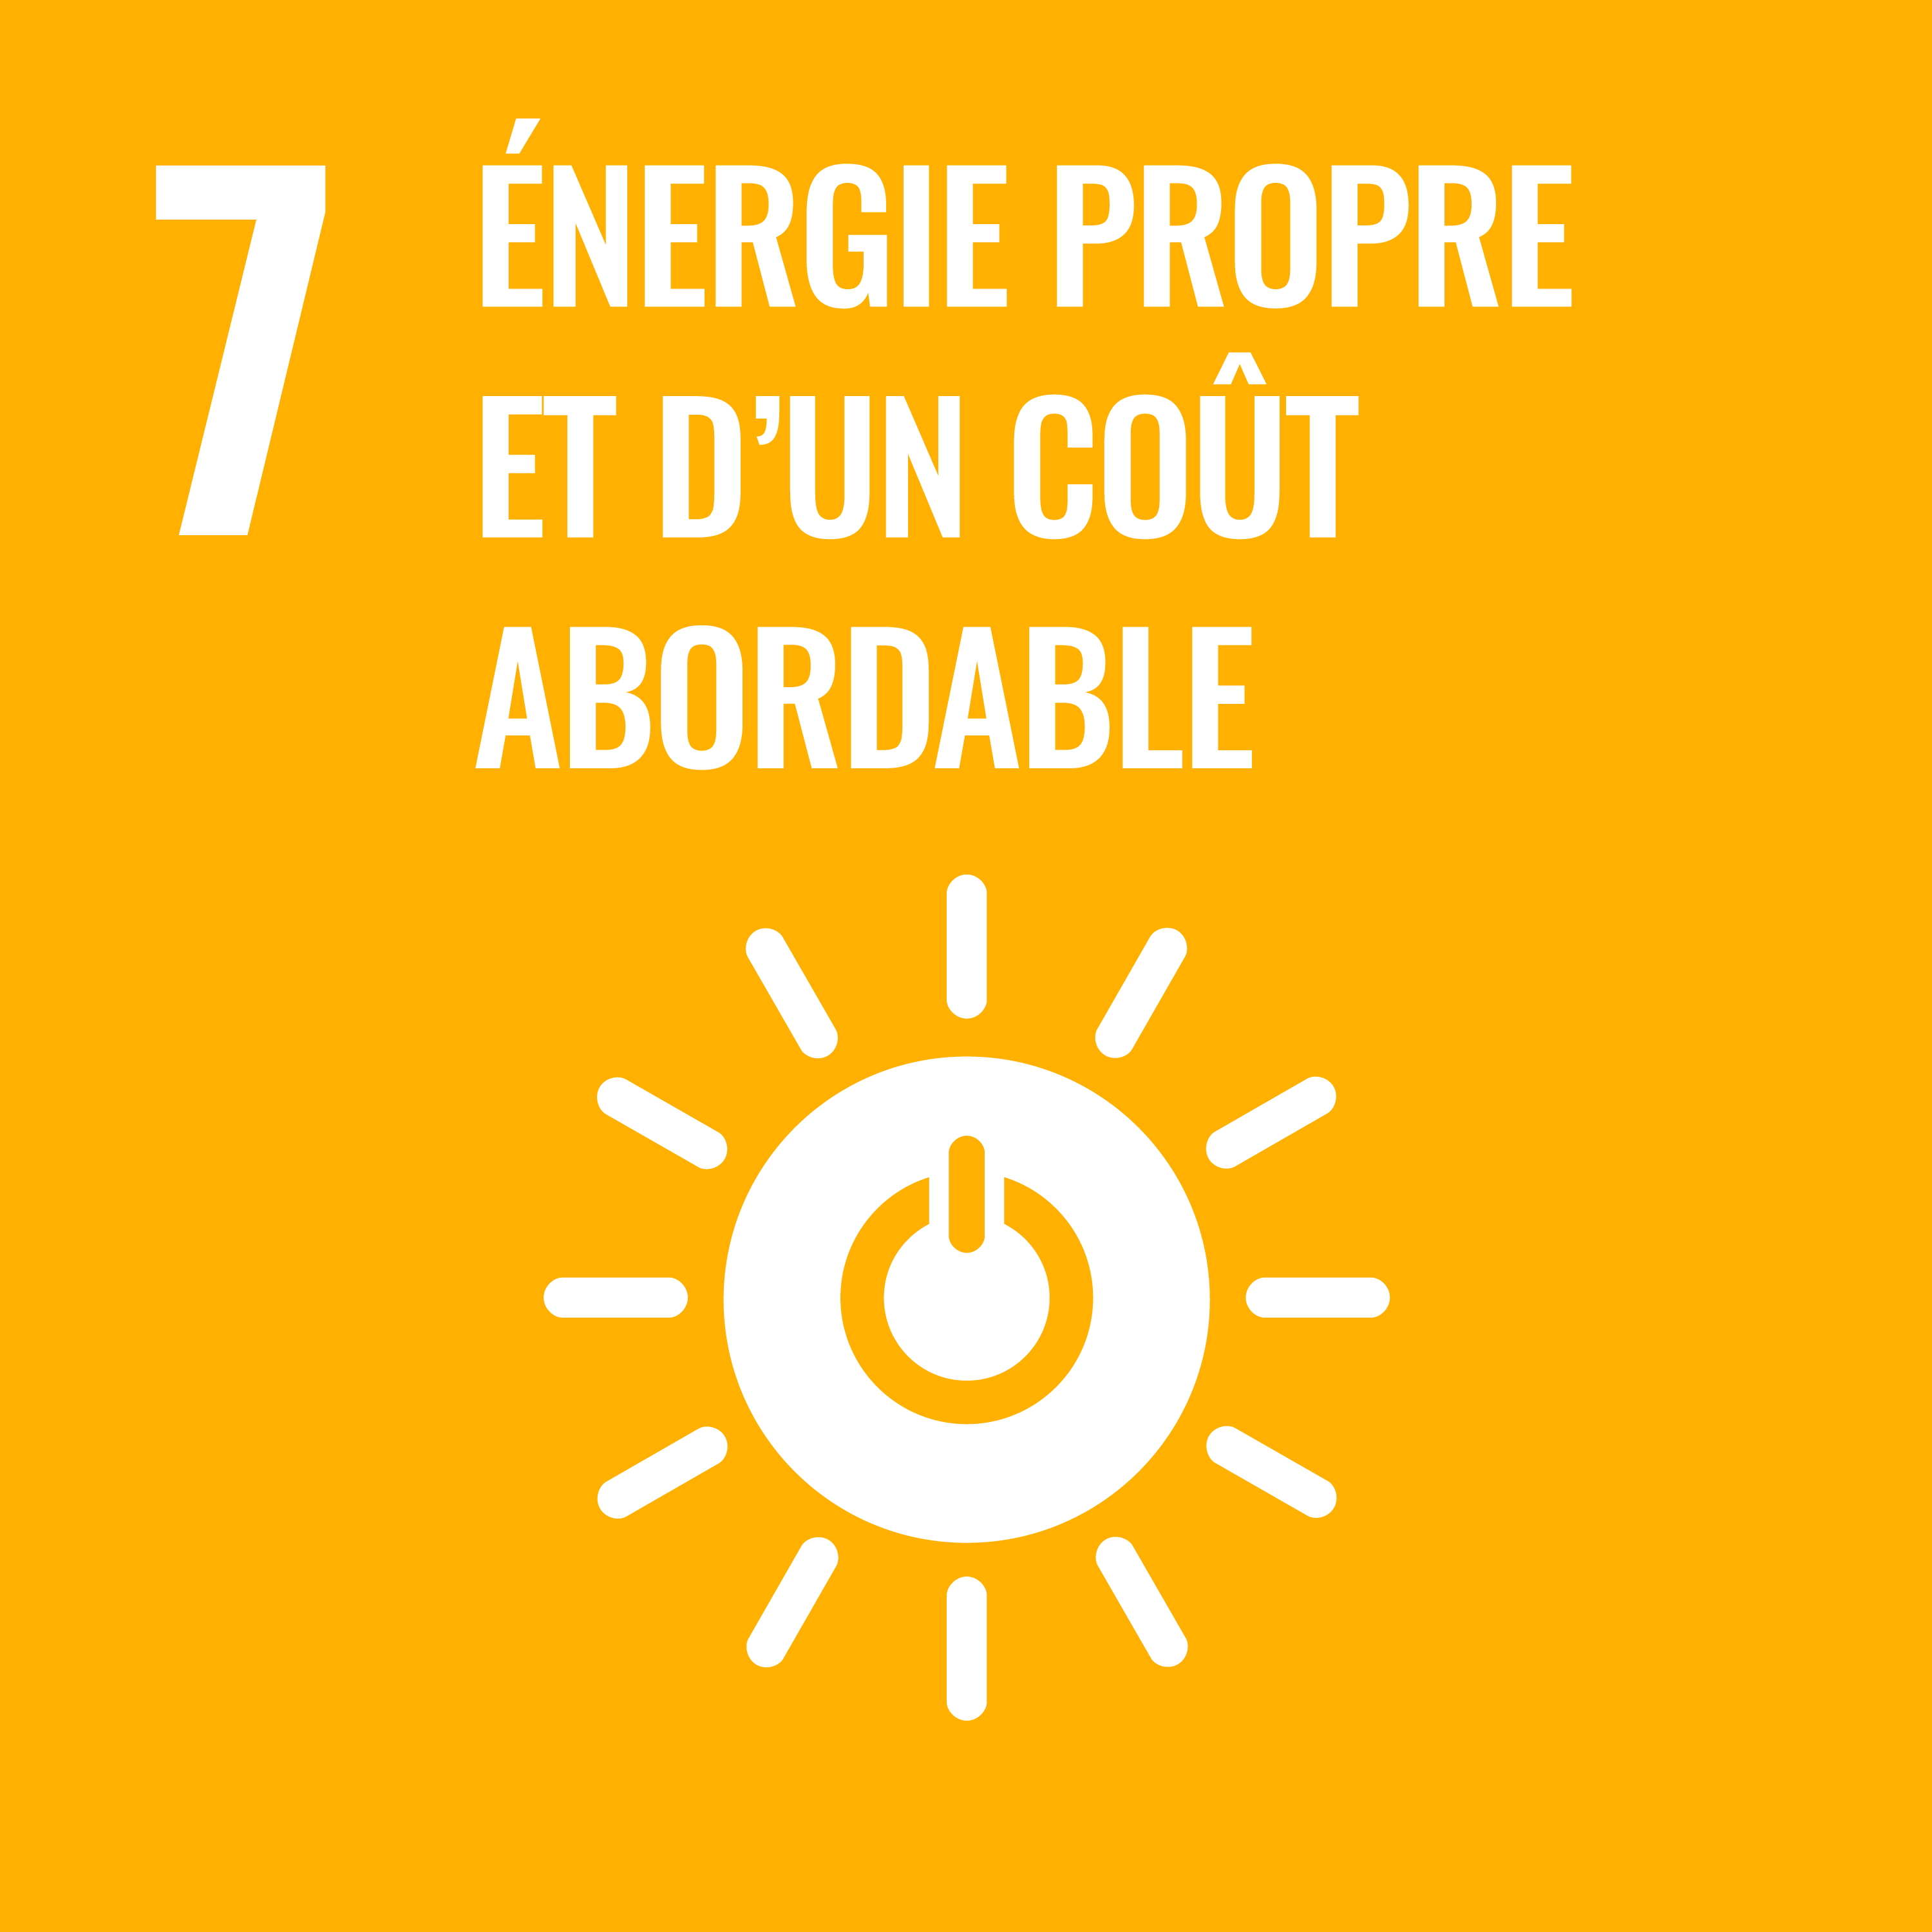 7
ÉNERGIE PROPRE
ET D’UN COÛT
ABORDABLE